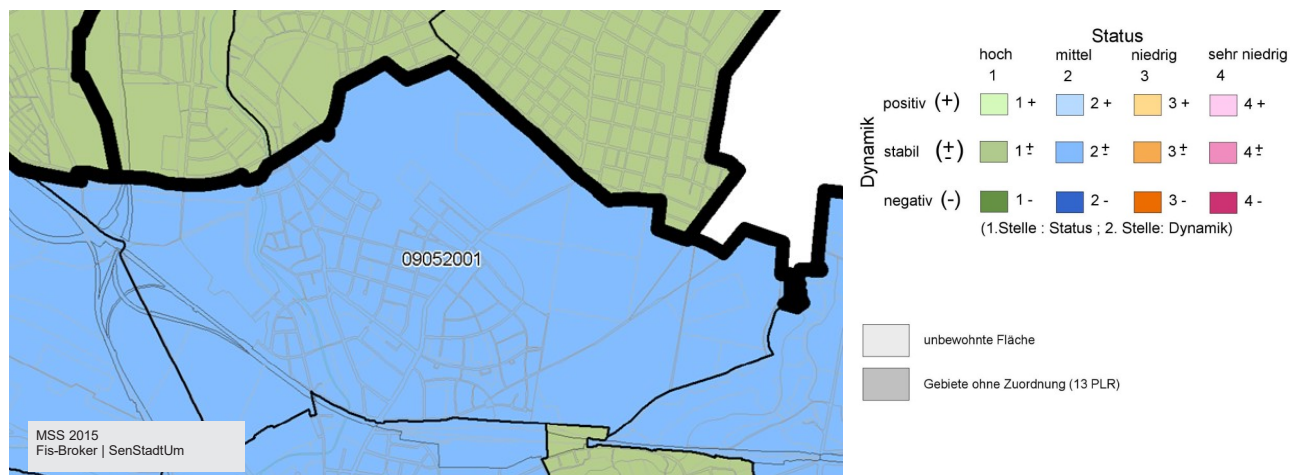 09052001
MSS 2015
Fis-Broker | SenStadtUm
Status
hoch mittel niedrig sehr niedrig
1 2 3 4
Dynamik
positiv (+) 1 + 2 + 3 + 4 +
stabil (±) 1 ± 2 ± 3 ± 4 ±
negativ (-) 1 - 2 - 3 - 4 -
(1.Stelle : Status ; 2. Stelle: Dynamik)
unbewohnte Fläche
Gebiete ohne Zuordnung (13 PLR)